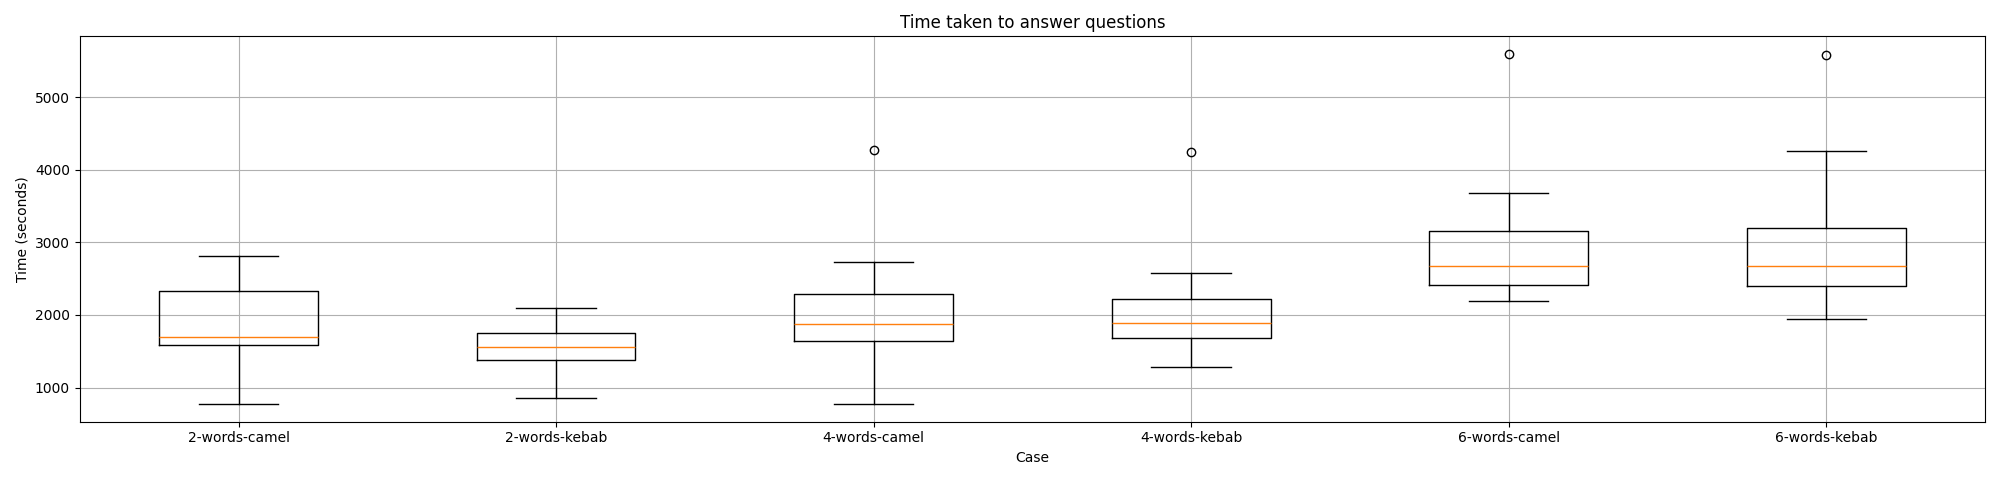 Time taken to answer questions
Time (seconds)
5000
4000
3000
2000
1000
2-words-camel 2-words-kebab 4-words-camel 4-words-kebab 6-words-camel 6-words-kebab
Case